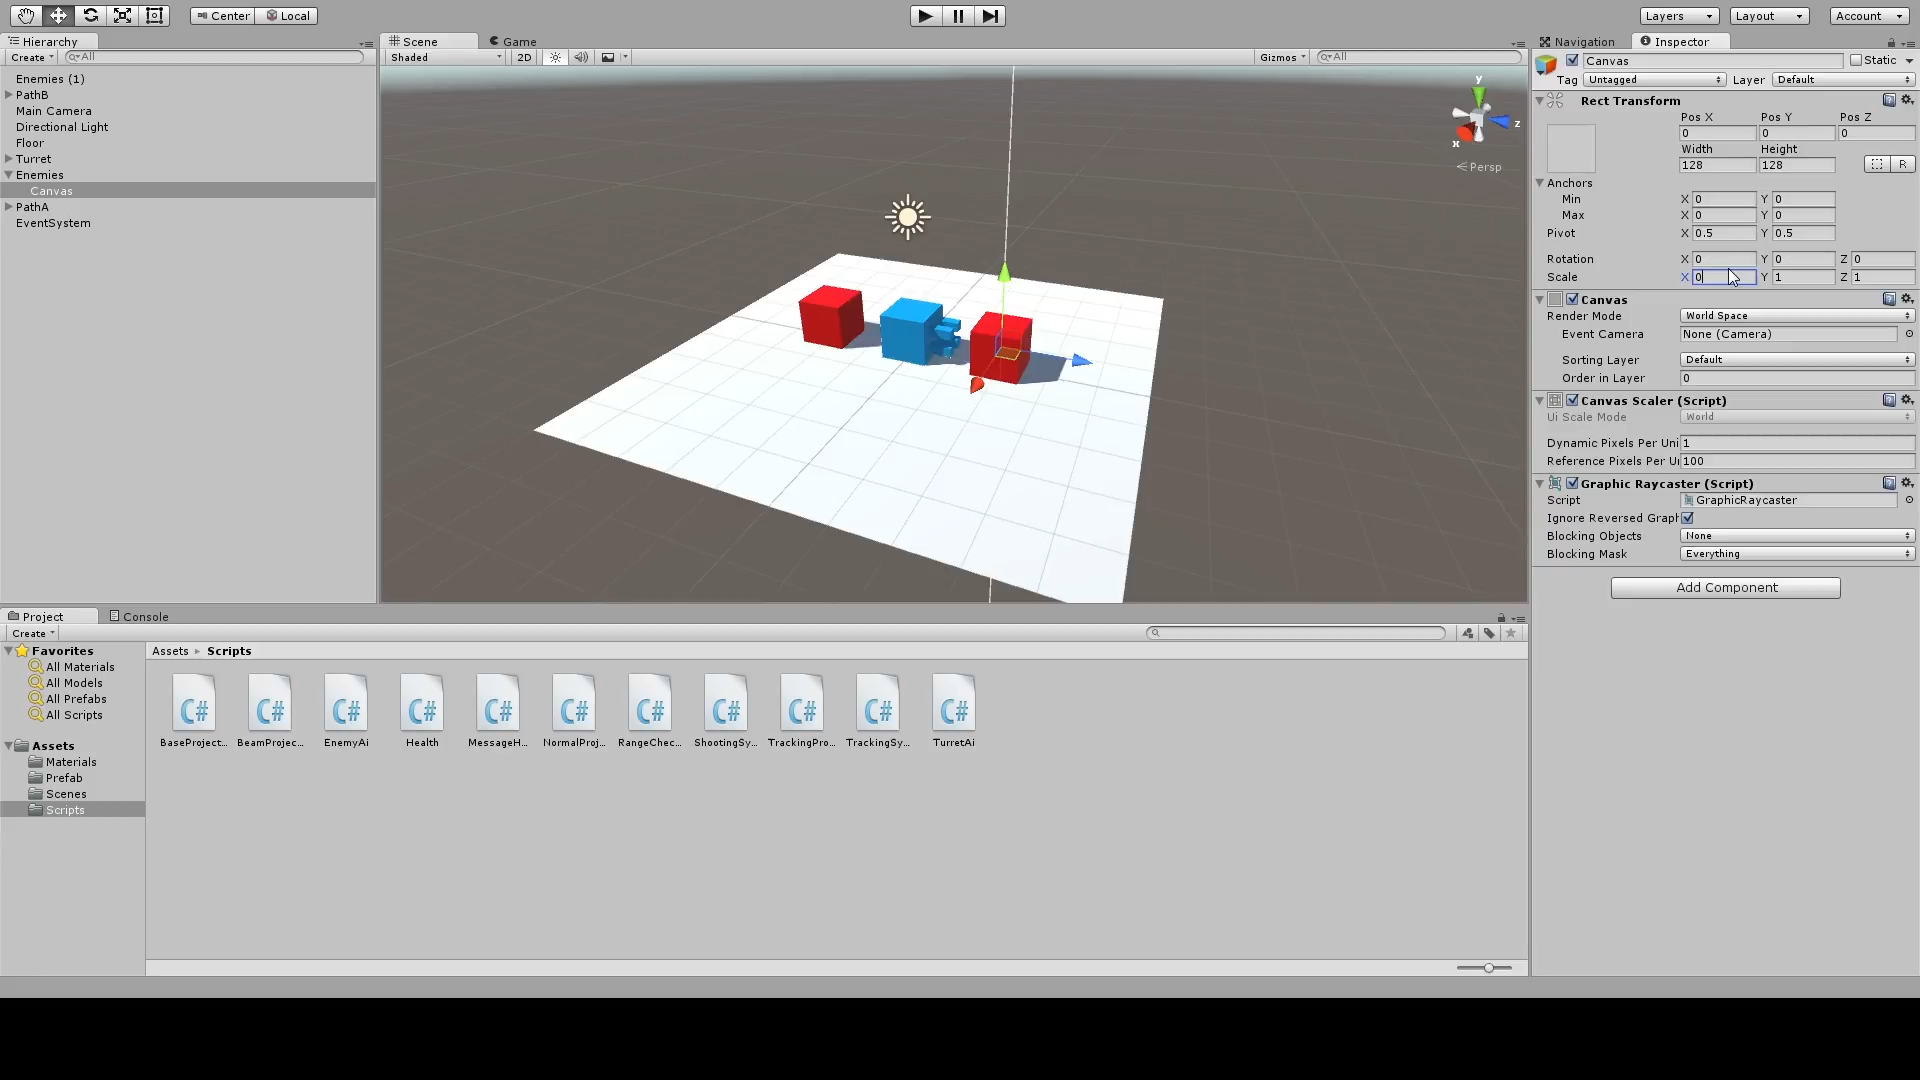 Center Local Layers Layout Account
Hierarchy Scene Game Navigation Inspector
Create All Shaded 2D Gizmos All
Canvas Static
Tag Untagged Layer Default
Enemies (1)
PathB
Main Camera
Directional Light
Floor
Turret
Enemies
Canvas
PathA
EventSystem
y
z
x
Persp
Rect Transform
Pos X Pos Y Pos Z
0 0 0
Width Height
128 128 R
Anchors
Min X 0 Y 0
Max X 0 Y 0
Pivot X 0.5 Y 0.5
Rotation X 0 Y 0 Z 0
Scale X 0 Y 1 Z 1
Canvas
Render Mode World Space
Event Camera None (Camera)
Sorting Layer Default
Order in Layer 0
Canvas Scaler (Script)
Ui Scale Mode World
Dynamic Pixels Per Uni 1
Reference Pixels Per U 100
Graphic Raycaster (Script)
Script GraphicRaycaster
Ignore Reversed Graph
Blocking Objects None
Blocking Mask Everything
Add Component
Project Console
Create
Favorites
All Materials
All Models
All Prefabs
All Scripts
Assets
Materials
Prefab
Scenes
Scripts
Assets Scripts
C# C# C# C# C# C# C# C# C# C# C#
BaseProject... BeamProjec... EnemyAi Health MessageH... NormalProj... RangeChec... ShootingSy... TrackingPro... TrackingSy... TurretAi